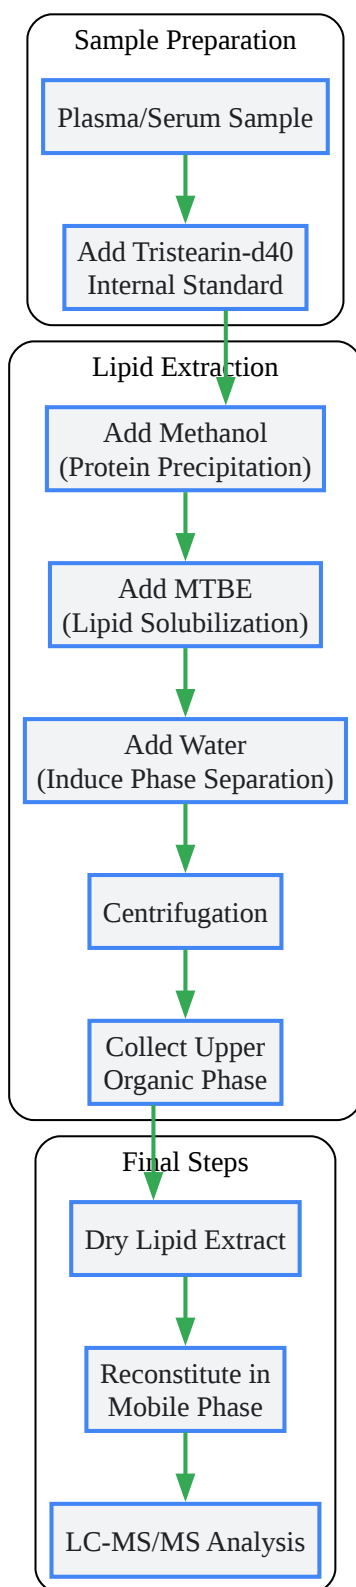 Sample Preparation
Plasma/Serum Sample
Add Tristearin-d40
Internal Standard
Lipid Extraction
Add Methanol
(Protein Precipitation)
Add MTBE
(Lipid Solubilization)
Add Water
(Induce Phase Separation)
Centrifugation
Collect Upper
Organic Phase
Final Steps
Dry Lipid Extract
Reconstitute in
Mobile Phase
LC-MS/MS Analysis